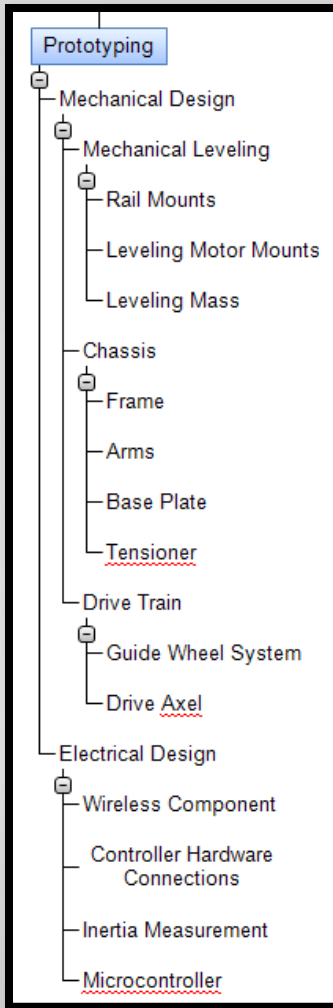 Prototyping
Mechanical Design
Mechanical Leveling
Rail Mounts
Leveling Motor Mounts
Leveling Mass
Chassis
Frame
Arms
Base Plate
Tensioner
Drive Train
Guide Wheel System
Drive Axel
Electrical Design
Wireless Component
Controller Hardware
Connections
Inertia Measurement
Microcontroller